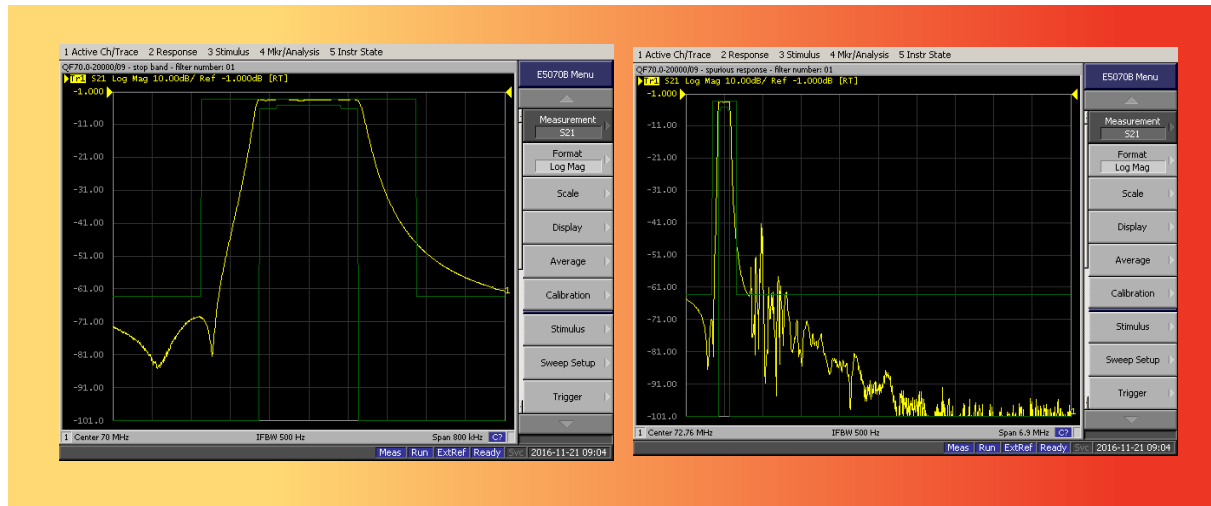 1 Active Ch/Trace 2 Response 3 Stimulus 4 Mkr/Analysis 5 Instr State
QF70.0-20000/09 - stop band - filter number: 01
Tr1 S21 Log Mag 10.00dB/ Ref -1.000dB [RT]
-1.000
-11.00
-21.00
-31.00
-41.00
-51.00
-61.00
-71.00
-81.00
-91.00
-101.0
1
1 Center 70 MHz IFBW 500 Hz Span 800 kHz C?
Meas Run ExtRef Ready Svc 2016-11-21 09:04
E5070B Menu
Measurement
S21
Format
Log Mag
Scale
Display
Average
Calibration
Stimulus
Sweep Setup
Trigger
1 Active Ch/Trace 2 Response 3 Stimulus 4 Mkr/Analysis 5 Instr State
QF70.0-20000/09 - spurious response - filter number: 01
Tr1 S21 Log Mag 10.00dB/ Ref -1.000dB [RT]
-1.000
-11.00
-21.00
-31.00
-41.00
-51.00
-61.00
-71.00
-81.00
-91.00
-101.0
1
1 Center 72.76 MHz IFBW 500 Hz Span 6.9 MHz C?
Meas Run ExtRef Ready Svc 2016-11-21 09:04
E5070B Menu
Measurement
S21
Format
Log Mag
Scale
Display
Average
Calibration
Stimulus
Sweep Setup
Trigger